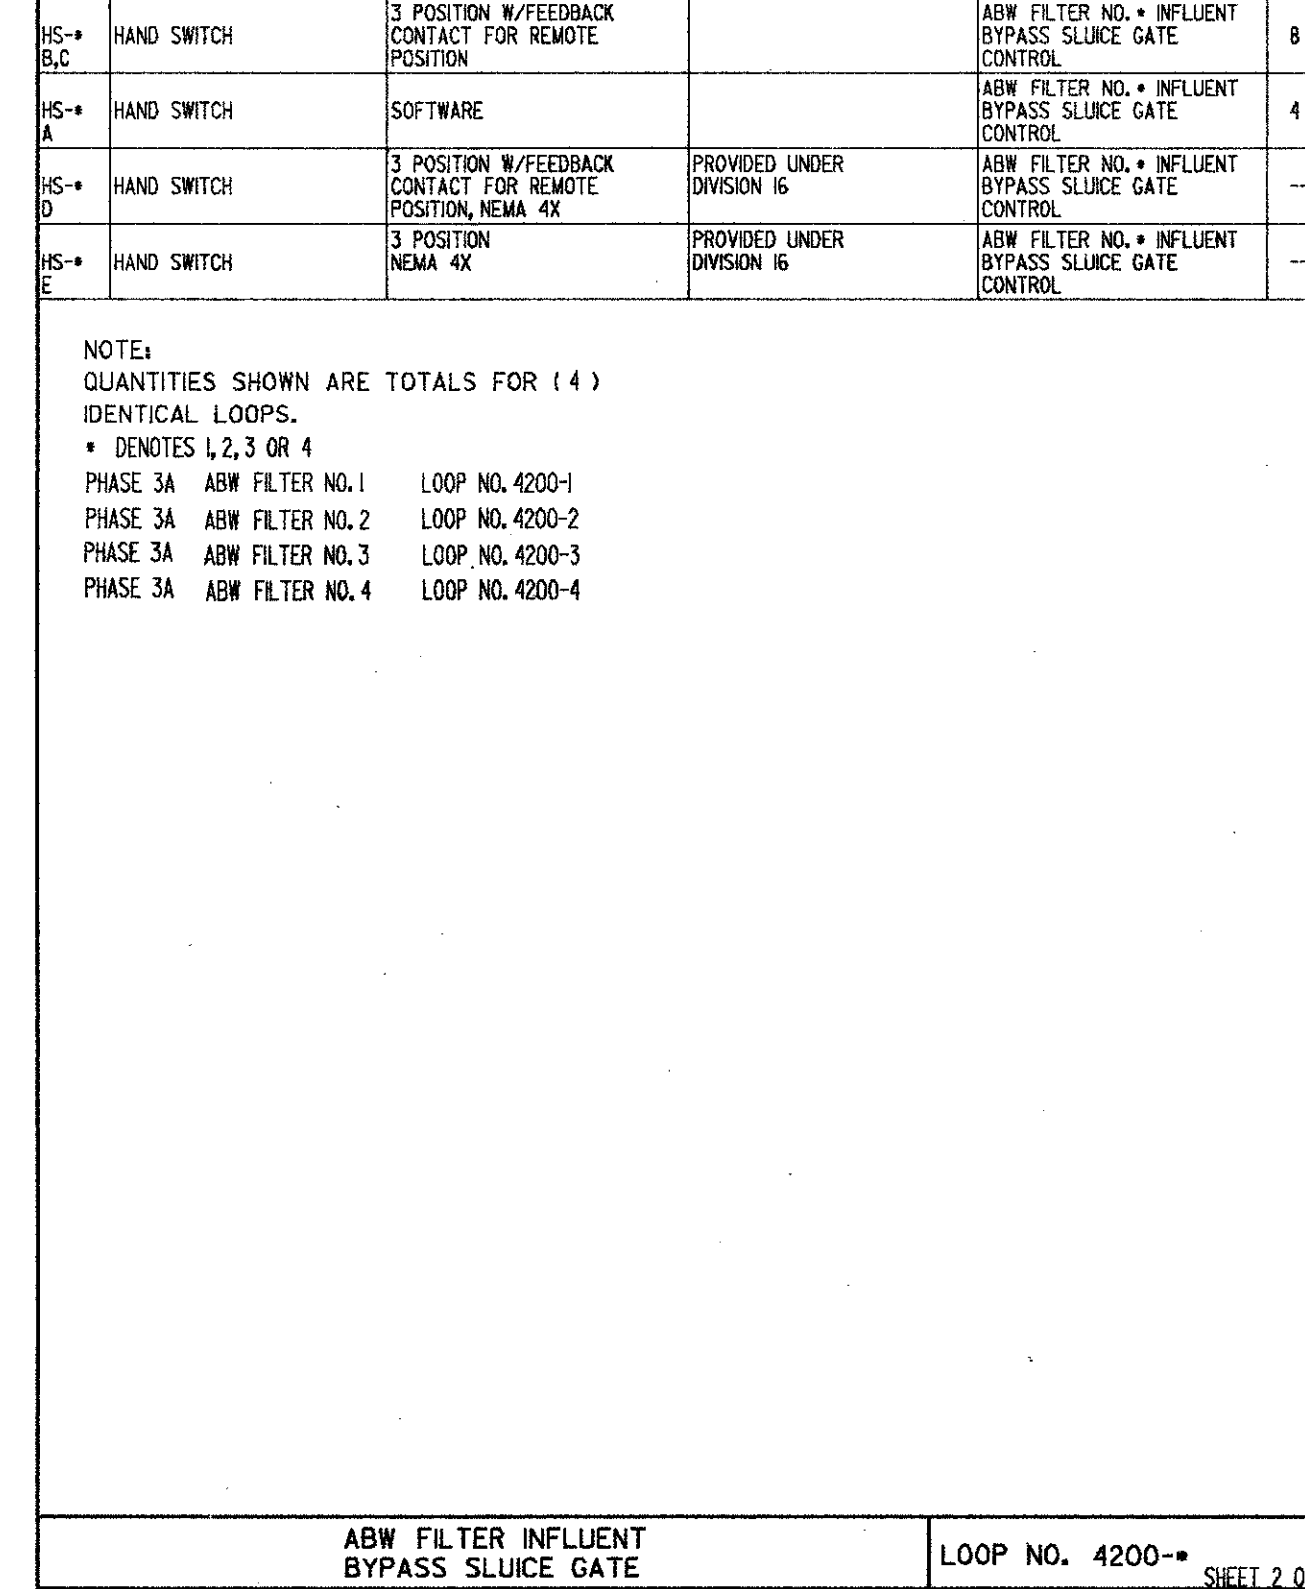 3 POSITION W/FEEDBACK ABW FILTER NO. * INFLUENT
HS-* HAND SWITCH CONTACT FOR REMOTE BYPASS SLUICE GATE 8
B,C POSITION CONTROL
ABW FILTER NO. * INFLUENT
HS-* HAND SWITCH SOFTWARE BYPASS SLUICE GATE 4
A CONTROL
3 POSITION W/FEEDBACK PROVIDED UNDER ABW FILTER NO. * INFLUENT
HS-* HAND SWITCH CONTACT FOR REMOTE DIVISION 16 BYPASS SLUICE GATE --
D POSITION, NEMA 4X CONTROL
3 POSITION PROVIDED UNDER ABW FILTER NO. * INFLUENT
HS-* HAND SWITCH NEMA 4X DIVISION 16 BYPASS SLUICE GATE --
E CONTROL
NOTE:
QUANTITIES SHOWN ARE TOTALS FOR (4)
IDENTICAL LOOPS.
* DENOTES 1, 2, 3 OR 4
PHASE 3A ABW FILTER NO. 1 LOOP NO. 4200-1
PHASE 3A ABW FILTER NO. 2 LOOP NO. 4200-2
PHASE 3A ABW FILTER NO. 3 LOOP NO. 4200-3
PHASE 3A ABW FILTER NO. 4 LOOP NO. 4200-4
ABW FILTER INFLUENT
BYPASS SLUICE GATE
LOOP NO. 4200-*
SHEET 2 O